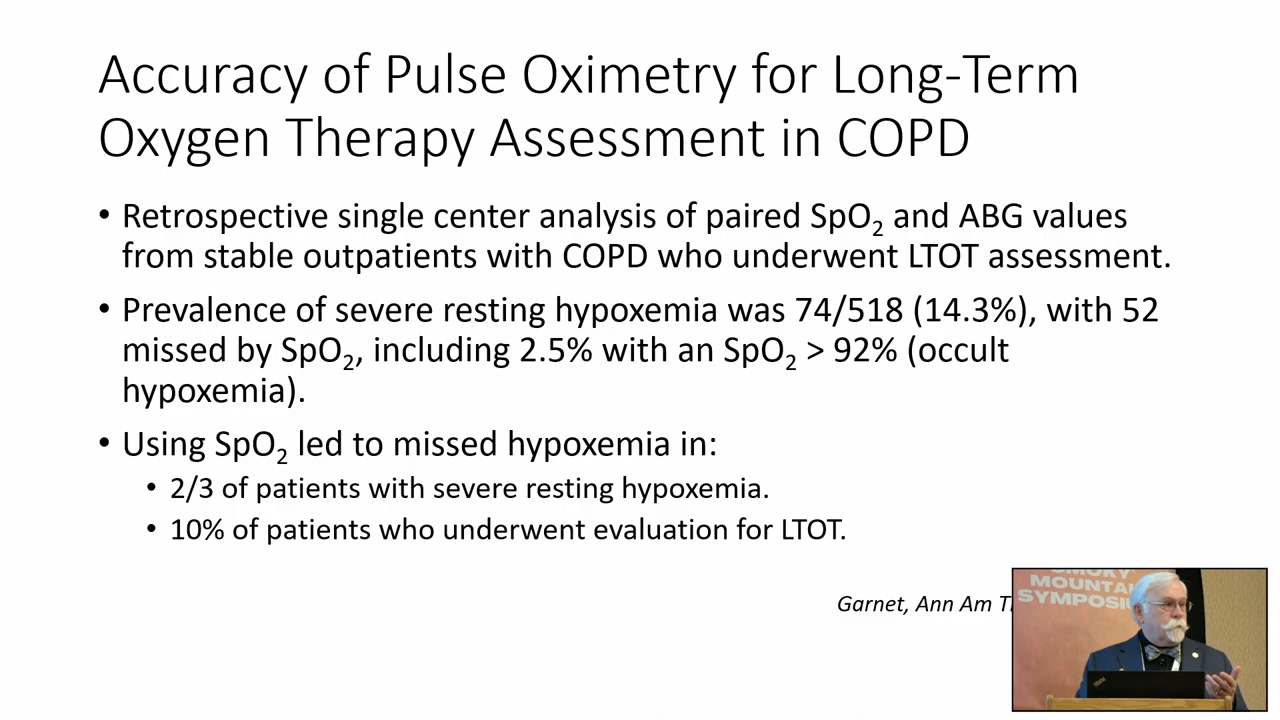 Accuracy of Pulse Oximetry for Long-Term
Oxygen Therapy Assessment in COPD
• Retrospective single center analysis of paired SpO₂ and ABG values
from stable outpatients with COPD who underwent LTOT assessment.
• Prevalence of severe resting hypoxemia was 74/518 (14.3%), with 52
missed by SpO₂, including 2.5% with an SpO₂ > 92% (occult
hypoxemia).
• Using SpO₂ led to missed hypoxemia in:
• 2/3 of patients with severe resting hypoxemia.
• 10% of patients who underwent evaluation for LTOT.
Garnet, Ann Am
SMOKY
MOUNTAI
SYMPOSIU